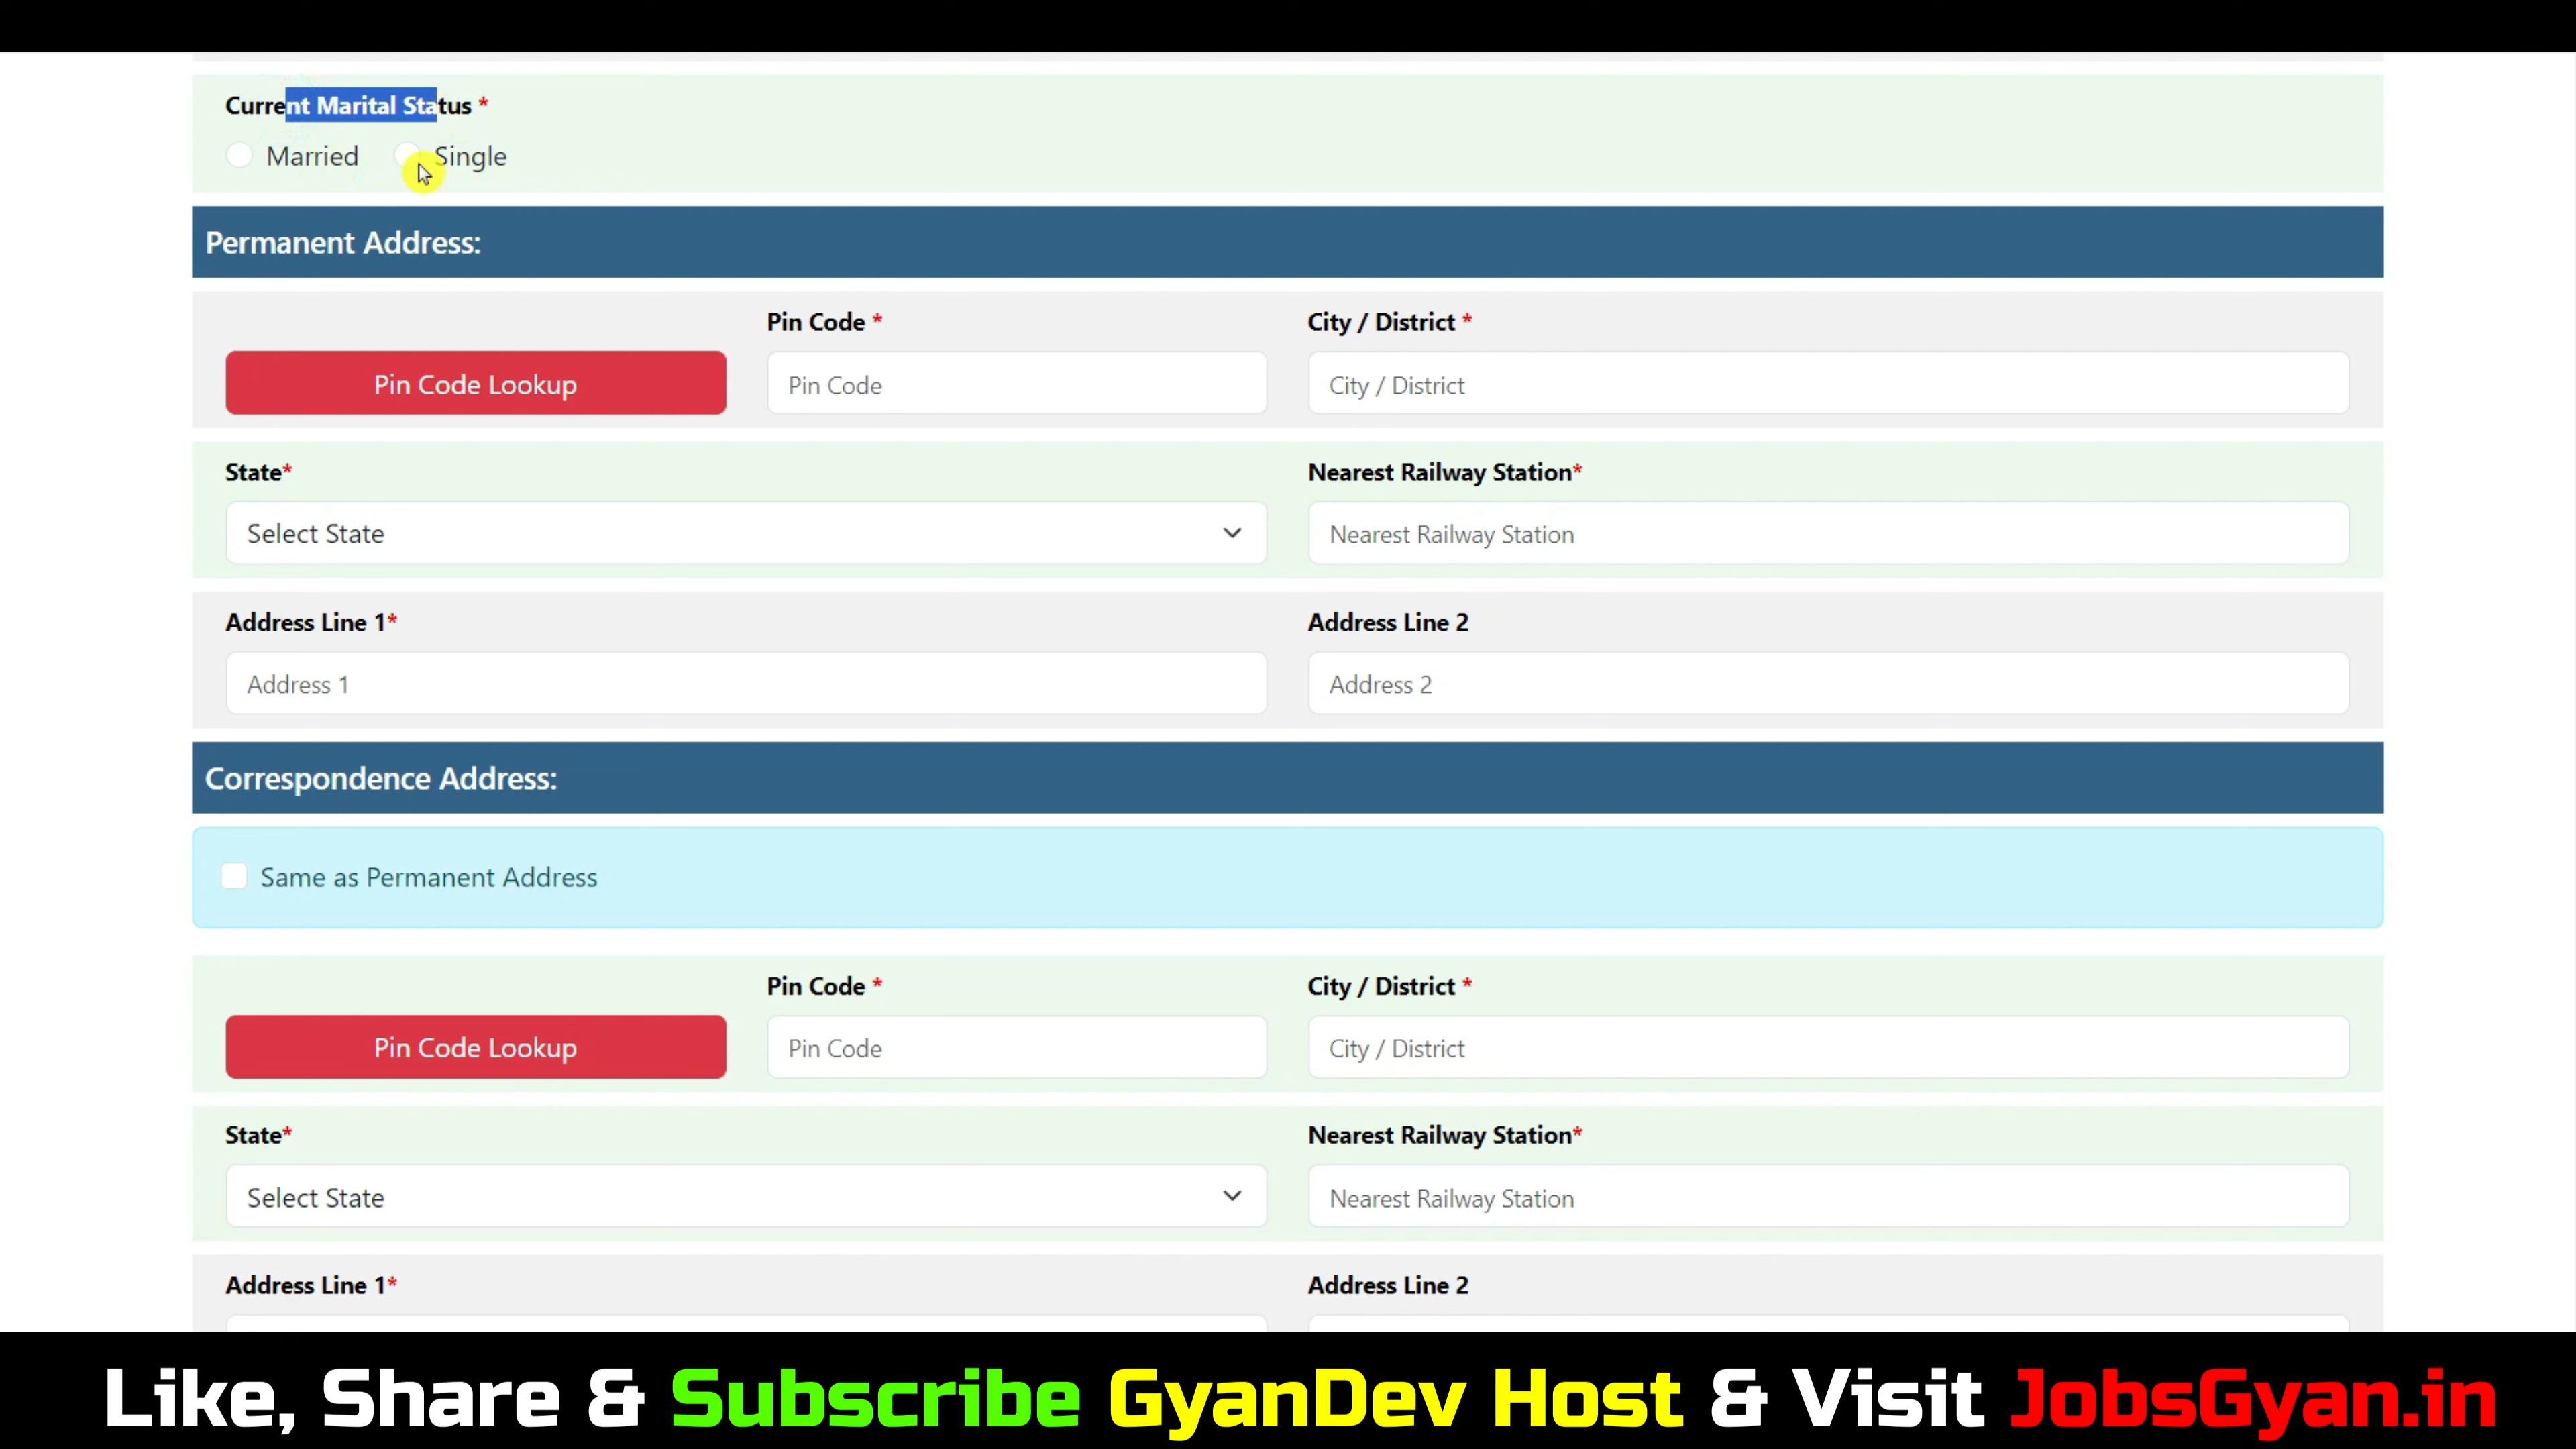 Current Marital Status *
Married Single
Permanent Address:
Pin Code * City / District *
Pin Code Lookup Pin Code City / District
State* Nearest Railway Station*
Select State Nearest Railway Station
Address Line 1* Address Line 2
Address 1 Address 2
Correspondence Address:
Same as Permanent Address
Pin Code * City / District *
Pin Code Lookup Pin Code City / District
State* Nearest Railway Station*
Select State Nearest Railway Station
Address Line 1* Address Line 2
Like, Share & Subscribe GyanDev Host & Visit JobsGyan.in